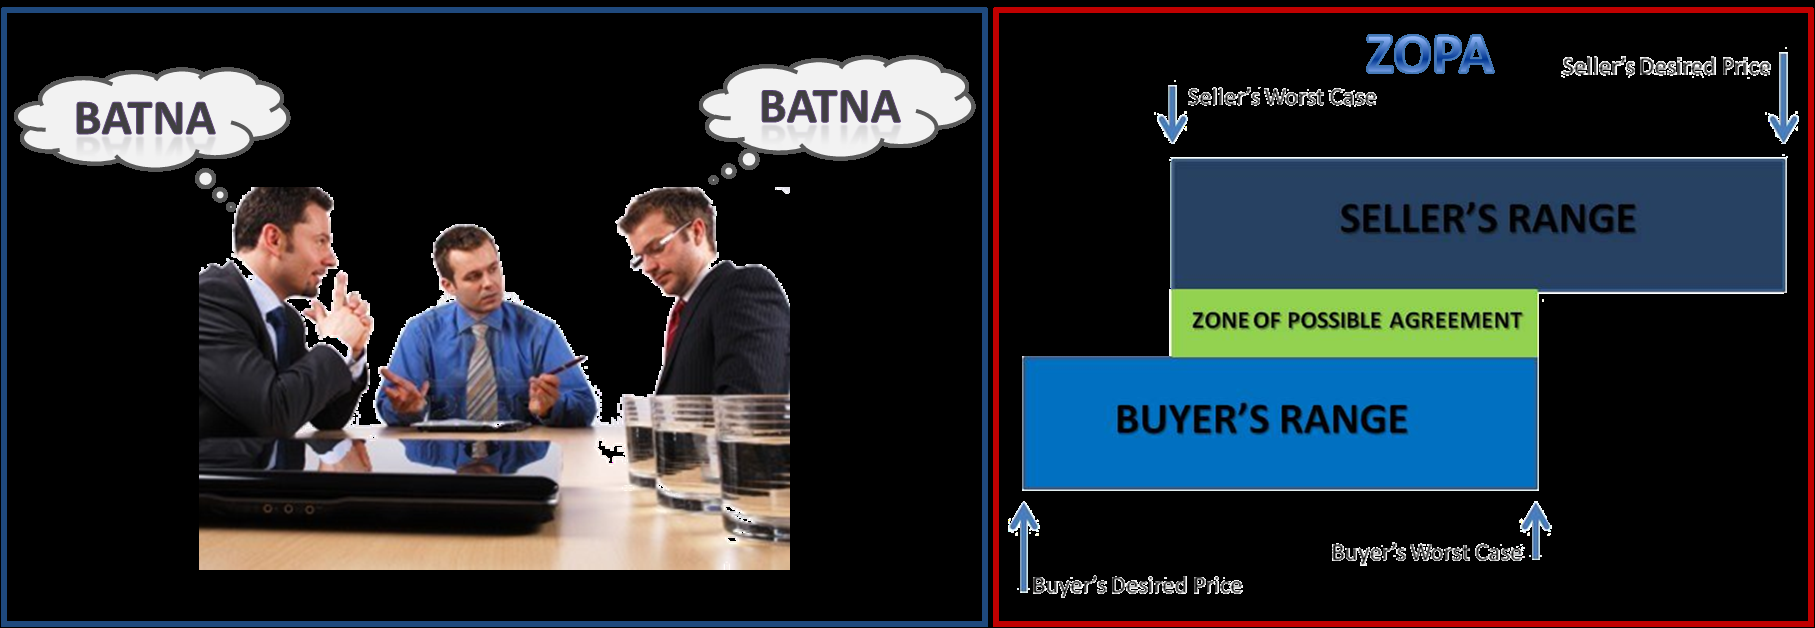 BATNA
BATNA
ZOPA
Seller's Desired Price
Seller's Worst Case
SELLER'S RANGE
ZONE OF POSSIBLE AGREEMENT
BUYER'S RANGE
Buyer's Worst Case
Buyer's Desired Price